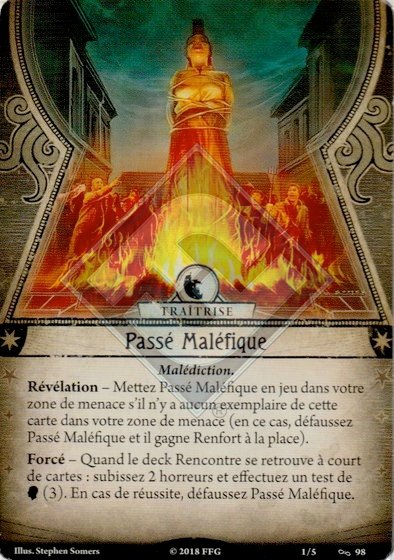 TRAÎTRISE
Passé Maléfique
Malédiction.
Révélation – Mettez Passé Maléfique en jeu dans votre
zone de menace s'il n'y a aucun exemplaire de cette
carte dans votre zone de menace (en ce cas, défaussez
Passé Maléfique et il gagne Renfort à la place).
Forcé – Quand le deck Rencontre se retrouve à court
de cartes : subissez 2 horreurs et effectuez un test de
(3). En cas de réussite, défaussez Passé Maléfique.
Illus. Stephen Somers © 2018 FFG 1/5 98